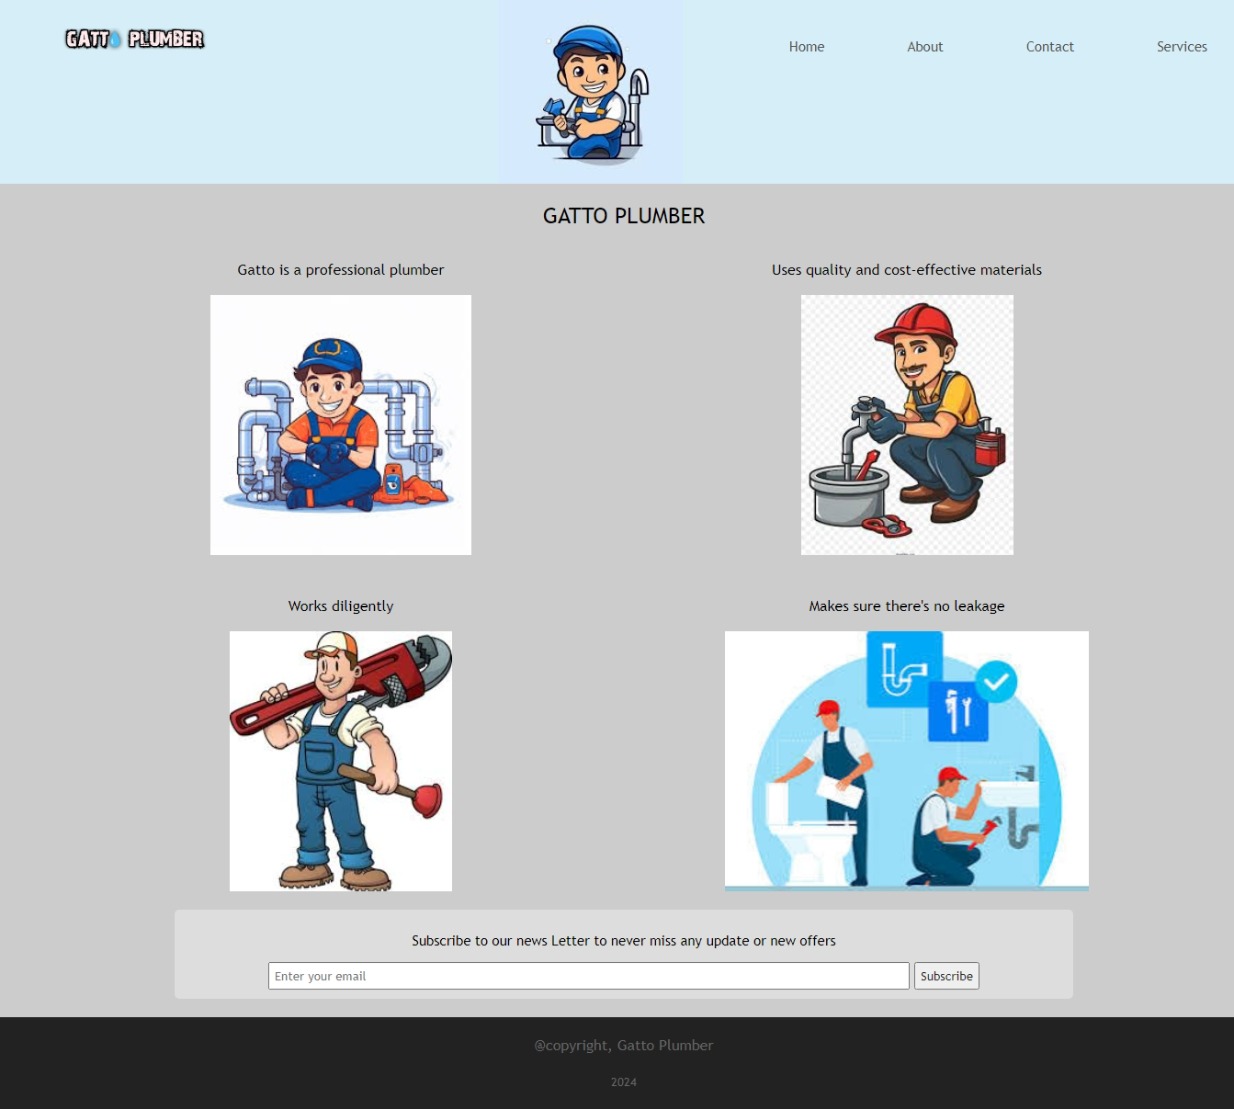 GATTO PLUMBER
Home About Contact Services
GATTO PLUMBER
Gatto is a professional plumber
Uses quality and cost-effective materials
Works diligently
Makes sure there's no leakage
Subscribe to our news Letter to never miss any update or new offers
Enter your email
Subscribe
@copyright, Gatto Plumber
2024